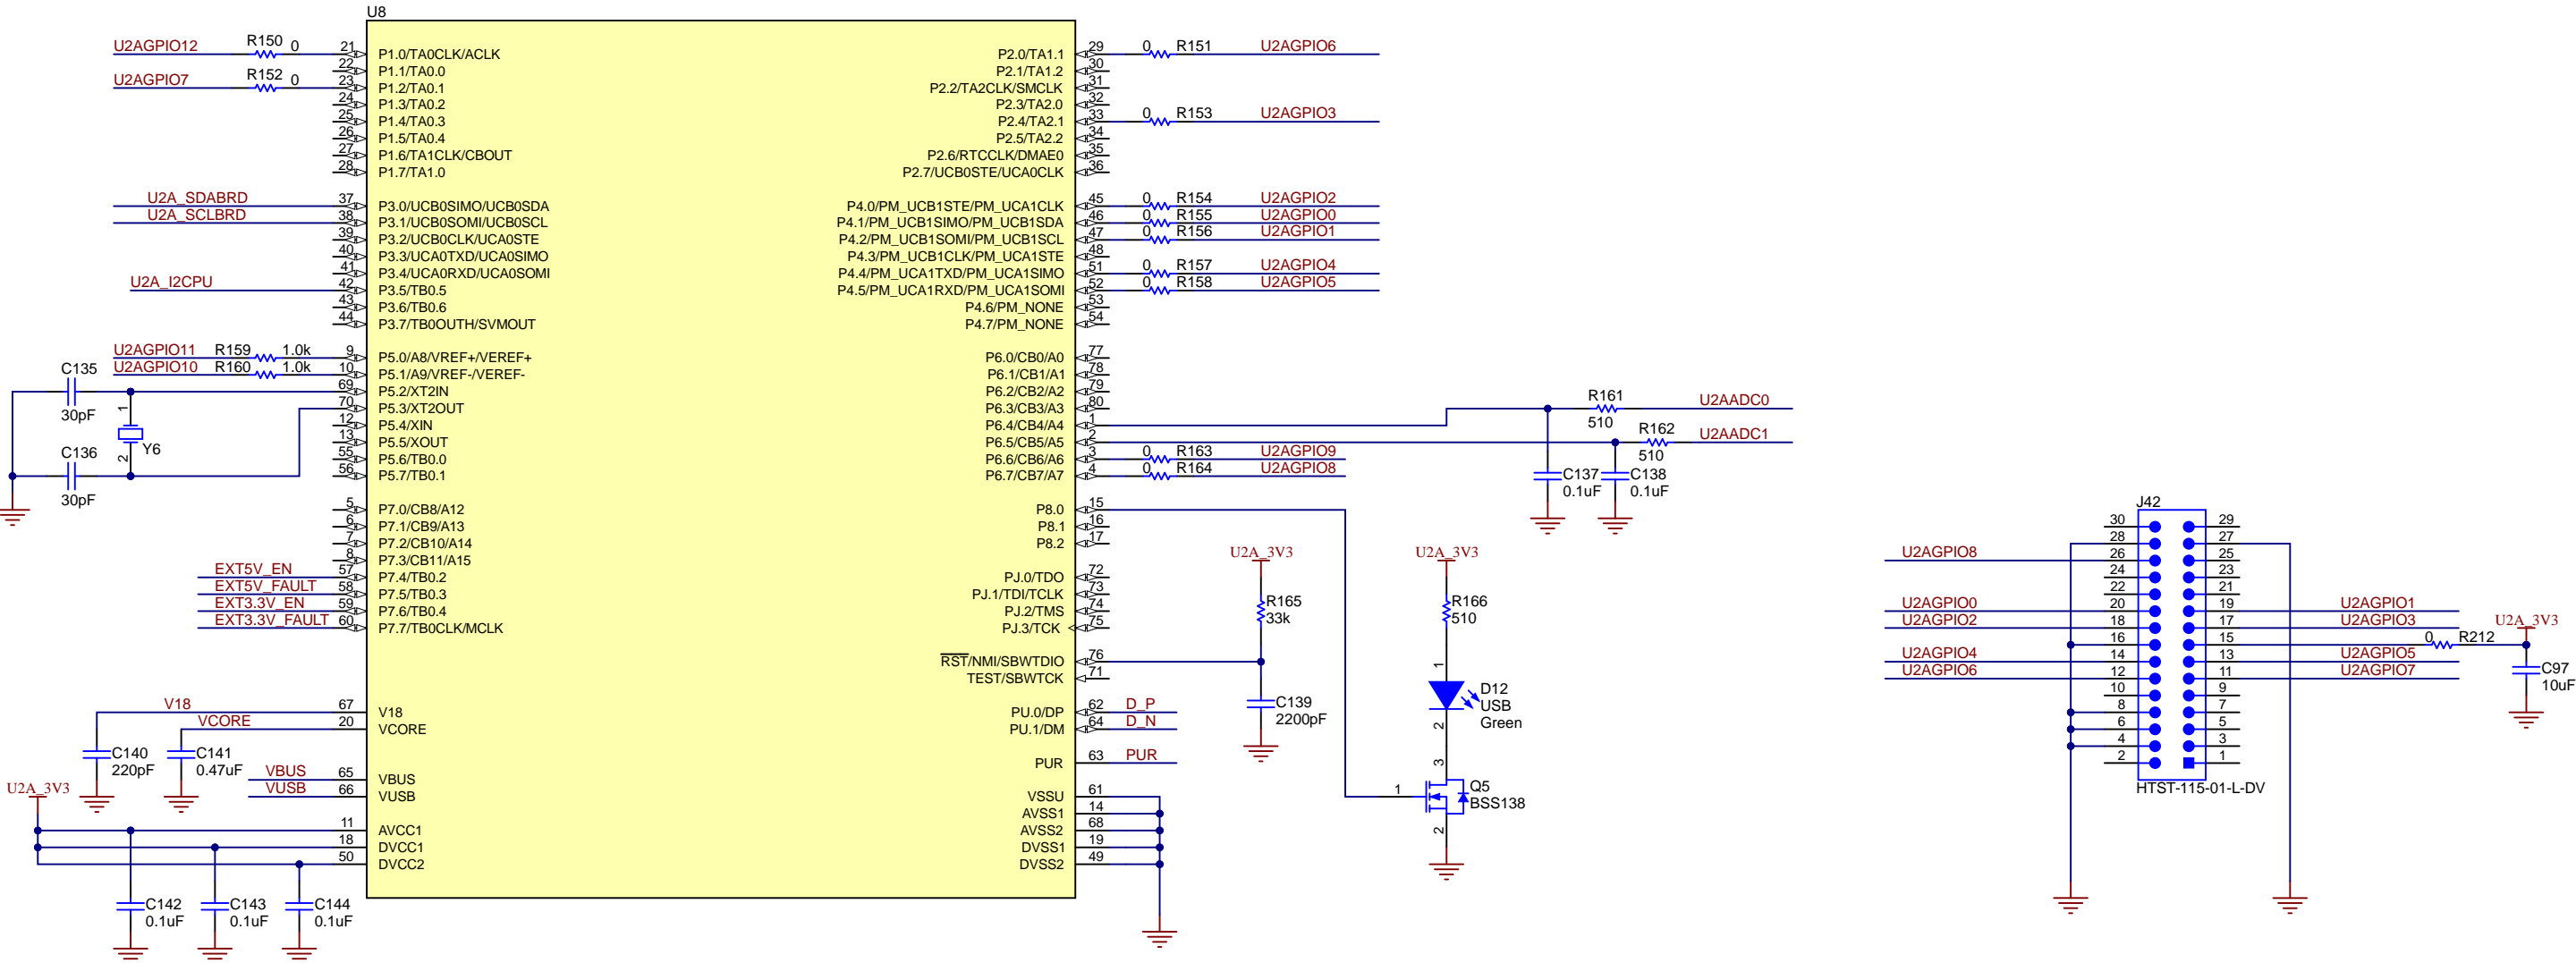 U8
U2AGPIO12 R150 0 21 P1.0/TA0CLK/ACLK
22 P1.1/TA0.0
U2AGPIO7 R152 0 23 P1.2/TA0.1
24 P1.3/TA0.2
25 P1.4/TA0.3
26 P1.5/TA0.4
27 P1.6/TA1CLK/CBOUT
28 P1.7/TA1.0
U2A_SDABRD 37 P3.0/UCB0SIMO/UCB0SDA
U2A_SCLBRD 38 P3.1/UCB0SOMI/UCB0SCL
39 P3.2/UCB0CLK/UCA0STE
40 P3.3/UCA0TXD/UCA0SIMO
41 P3.4/UCA0RXD/UCA0SOMI
U2A_I2CPU 42 P3.5/TB0.5
43 P3.6/TB0.6
44 P3.7/TB0OUTH/SVMOUT
U2AGPIO11 R159 1.0k 9 P5.0/A8/VREF+/VEREF+
U2AGPIO10 R160 1.0k 10 P5.1/A9/VREF-/VEREF-
C135
30pF
69 P5.2/XT2IN
70 P5.3/XT2OUT
12 P5.4/XIN
13 P5.5/XOUT
55 P5.6/TB0.0
56 P5.7/TB0.1
1
2
Y6
C136
30pF
5 P7.0/CB8/A12
6 P7.1/CB9/A13
7 P7.2/CB10/A14
8 P7.3/CB11/A15
EXT5V_EN 57 P7.4/TB0.2
EXT5V_FAULT 58 P7.5/TB0.3
EXT3.3V_EN 59 P7.6/TB0.4
EXT3.3V_FAULT 60 P7.7/TB0CLK/MCLK
V18 67 V18
VCORE 20 VCORE
C140
220pF
C141
0.47uF
VBUS 65 VBUS
VUSB 66 VUSB
U2A_3V3
11 AVCC1
18 DVCC1
50 DVCC2
C142
0.1uF
C143
0.1uF
C144
0.1uF
P2.0/TA1.1 29 0 R151 U2AGPIO6
P2.1/TA1.2 30
P2.2/TA2CLK/SMCLK 31
P2.3/TA2.0 32
P2.4/TA2.1 33 0 R153 U2AGPIO3
P2.5/TA2.2 34
P2.6/RTCCLK/DMAE0 35
P2.7/UCB0STE/UCA0CLK 36
P4.0/PM_UCB1STE/PM_UCA1CLK 45 0 R154 U2AGPIO2
P4.1/PM_UCB1SIMO/PM_UCB1SDA 46 0 R155 U2AGPIO0
P4.2/PM_UCB1SOMI/PM_UCB1SCL 47 0 R156 U2AGPIO1
P4.3/PM_UCB1CLK/PM_UCA1STE 48
P4.4/PM_UCA1TXD/PM_UCA1SIMO 51 0 R157 U2AGPIO4
P4.5/PM_UCA1RXD/PM_UCA1SOMI 52 0 R158 U2AGPIO5
P4.6/PM_NONE 53
P4.7/PM_NONE 54
P6.0/CB0/A0 77
P6.1/CB1/A1 78
P6.2/CB2/A2 79
P6.3/CB3/A3 80
P6.4/CB4/A4 1
P6.5/CB5/A5 2
P6.6/CB6/A6 3 0 R163 U2AGPIO9
P6.7/CB7/A7 4 0 R164 U2AGPIO8
R161
510
U2AADC0
R162
510
U2AADC1
C137
0.1uF
C138
0.1uF
P8.0 15
P8.1 16
P8.2 17
PJ.0/TDO 72
PJ.1/TDI/TCLK 73
PJ.2/TMS 74
PJ.3/TCK 75
RST/NMI/SBWTDIO 76
TEST/SBWTCK 71
PU.0/DP 62 D_P
PU.1/DM 64 D_N
PUR 63 PUR
VSSU 61
AVSS1 14
AVSS2 68
DVSS1 19
DVSS2 49
U2A_3V3
R165
33k
C139
2200pF
U2A_3V3
R166
510
1
D12
USB
Green
2
3
1
Q5
BSS138
2
J42
30 29
28 27
U2AGPIO8 26 25
24 23
22 21
U2AGPIO0 20 19 U2AGPIO1
U2AGPIO2 18 17 U2AGPIO3
16 15 0 R212 U2A_3V3
U2AGPIO4 14 13 U2AGPIO5
U2AGPIO6 12 11 U2AGPIO7
10 9
8 7
6 5
4 3
2 1
HTST-115-01-L-DV
C97
10uF